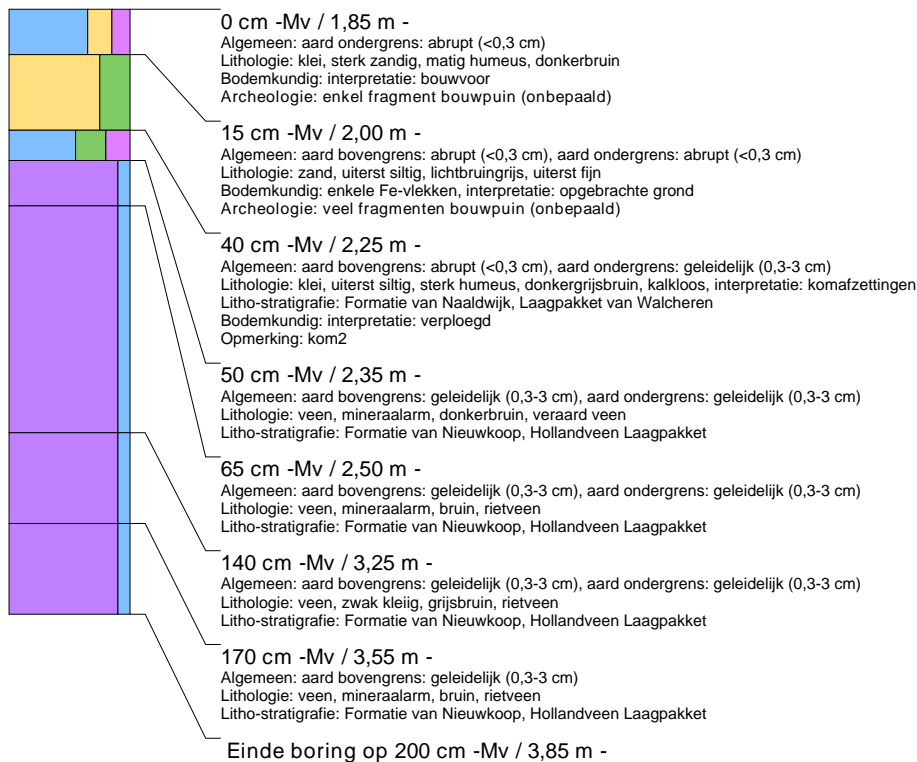 0 cm -Mv / 1,85 m -
Algemeen: aard ondergrens: abrupt (<0,3 cm)
Lithologie: klei, sterk zandig, matig humeus, donkerbruin
Bodemkundig: interpretatie: bouwvoor
Archeologie: enkel fragment bouwpuin (onbepaald)
15 cm -Mv / 2,00 m -
Algemeen: aard bovengrens: abrupt (<0,3 cm), aard ondergrens: abrupt (<0,3 cm)
Lithologie: zand, uiterst siltig, lichtbruingrijs, uiterst fijn
Bodemkundig: enkele Fe-vlekken, interpretatie: opgebrachte grond
Archeologie: veel fragmenten bouwpuin (onbepaald)
40 cm -Mv / 2,25 m -
Algemeen: aard bovengrens: abrupt (<0,3 cm), aard ondergrens: geleidelijk (0,3-3 cm)
Lithologie: klei, uiterst siltig, sterk humeus, donkergrijsbruin, kalkloos, interpretatie: komafzettingen
Litho-stratigrafie: Formatie van Naaldwijk, Laagpakket van Walcheren
Bodemkundig: interpretatie: verploegd
Opmerking: kom2
50 cm -Mv / 2,35 m -
Algemeen: aard bovengrens: geleidelijk (0,3-3 cm), aard ondergrens: geleidelijk (0,3-3 cm)
Lithologie: veen, mineraalarm, donkerbruin, veraard veen
Litho-stratigrafie: Formatie van Nieuwkoop, Hollandveen Laagpakket
65 cm -Mv / 2,50 m -
Algemeen: aard bovengrens: geleidelijk (0,3-3 cm), aard ondergrens: geleidelijk (0,3-3 cm)
Lithologie: veen, mineraalarm, bruin, rietveen
Litho-stratigrafie: Formatie van Nieuwkoop, Hollandveen Laagpakket
140 cm -Mv / 3,25 m -
Algemeen: aard bovengrens: geleidelijk (0,3-3 cm), aard ondergrens: geleidelijk (0,3-3 cm)
Lithologie: veen, zwak kleiig, grijsbruin, rietveen
Litho-stratigrafie: Formatie van Nieuwkoop, Hollandveen Laagpakket
170 cm -Mv / 3,55 m -
Algemeen: aard bovengrens: geleidelijk (0,3-3 cm)
Lithologie: veen, mineraalarm, bruin, rietveen
Litho-stratigrafie: Formatie van Nieuwkoop, Hollandveen Laagpakket
Einde boring op 200 cm -Mv / 3,85 m -